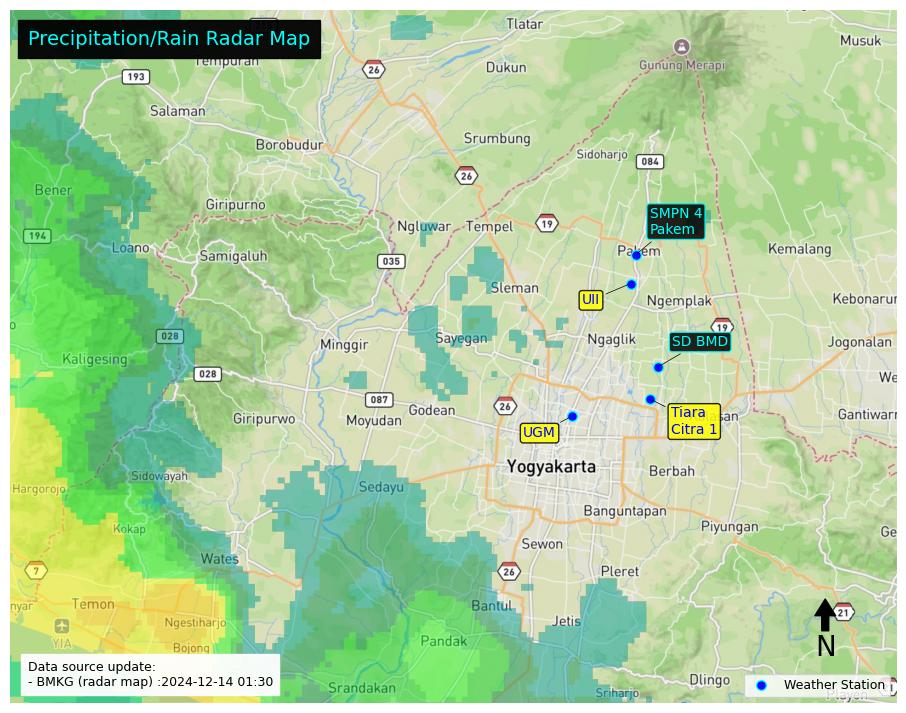 Precipitation/Rain Radar Map
Tlatar
Musuk
Tempuran
26
193
Dukun
Gunung Merapi
Salaman
Borobudur
Srumbung
Sidoharjo
084
26
Bener
Giripurno
SMPN 4
Pakem
Ngluwar
Tempel
19
194
Loano
Samigaluh
035
Pakem
Kemalang
Sleman
UII
Ngemplak
Kebonarum
028
Sayegan
Ngaglik
19
SD BMD
Jogonalan
Minggir
Kaligesing
028
087
Godean
26
Giripurwo
Moyudan
Tiara
Citra 1
UGM
Yogyakarta
Sidowayah
Berbah
Hargorojo
Sedayu
Banguntapan
Kokap
Piyungan
Sewon
Wates
7
26
Pleret
Temon
Bantul
21
Ngestiharjo
Jetis
YIA
Pandak
Bojong
N
Data source update:
- BMKG (radar map) :2024-12-14 01:30
Srandakan
Dlingo
Sriharjo
Weather Station
Playen